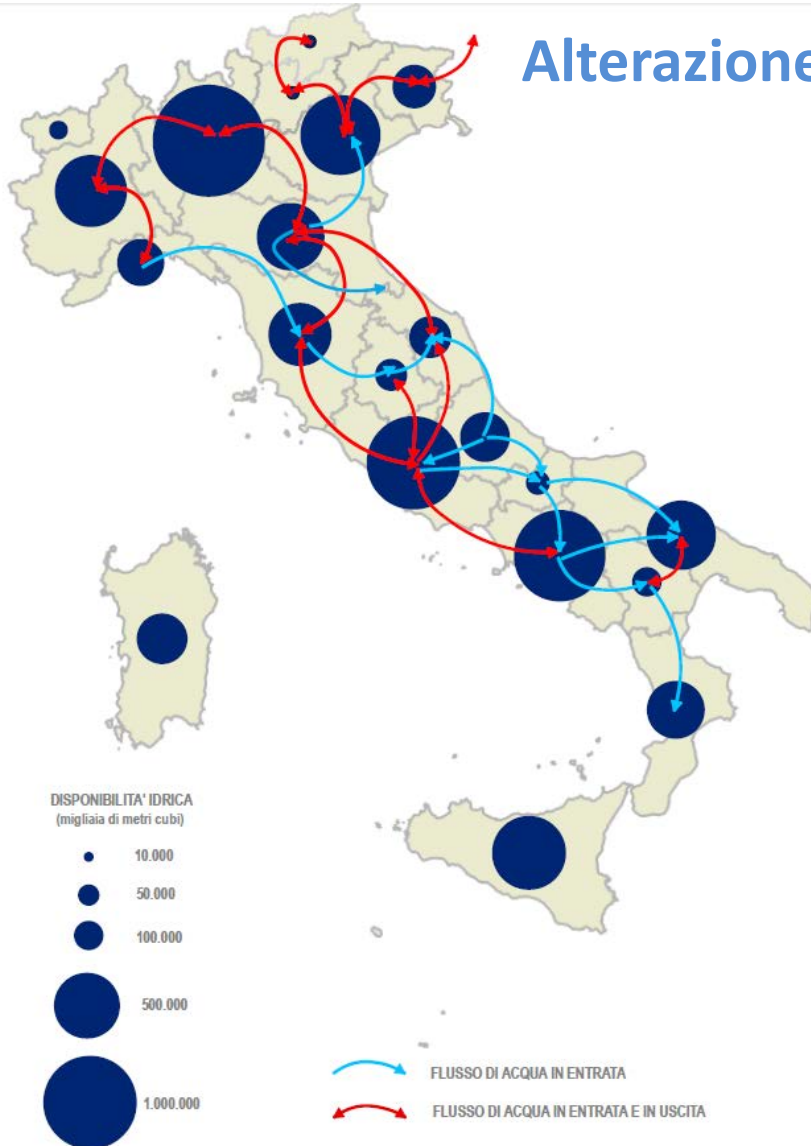 Alterazione
DISPONIBILITA' IDRICA
(migliaia di metri cubi)
10.000
50.000
100.000
500.000
1.000.000
FLUSSO DI ACQUA IN ENTRATA
FLUSSO DI ACQUA IN ENTRATA E IN USCITA